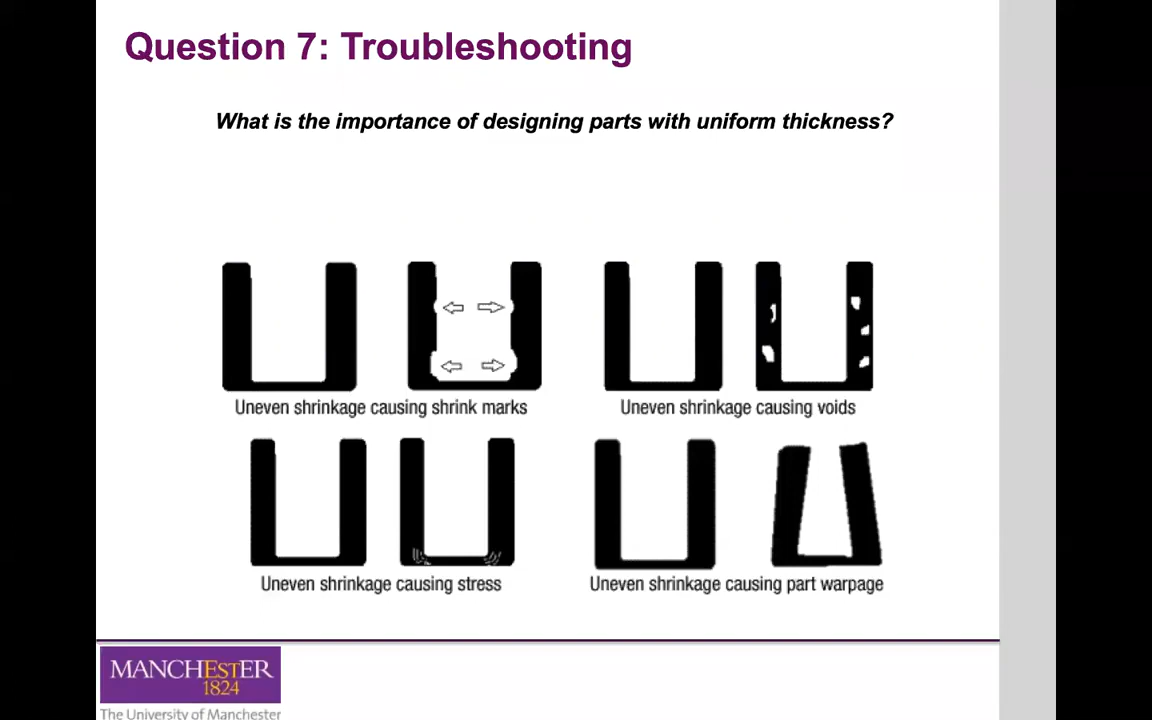 Question 7: Troubleshooting
What is the importance of designing parts with uniform thickness?
Uneven shrinkage causing shrink marks
Uneven shrinkage causing voids
Uneven shrinkage causing stress
Uneven shrinkage causing part warpage
MANCHESTER
1824
The University of Manchester